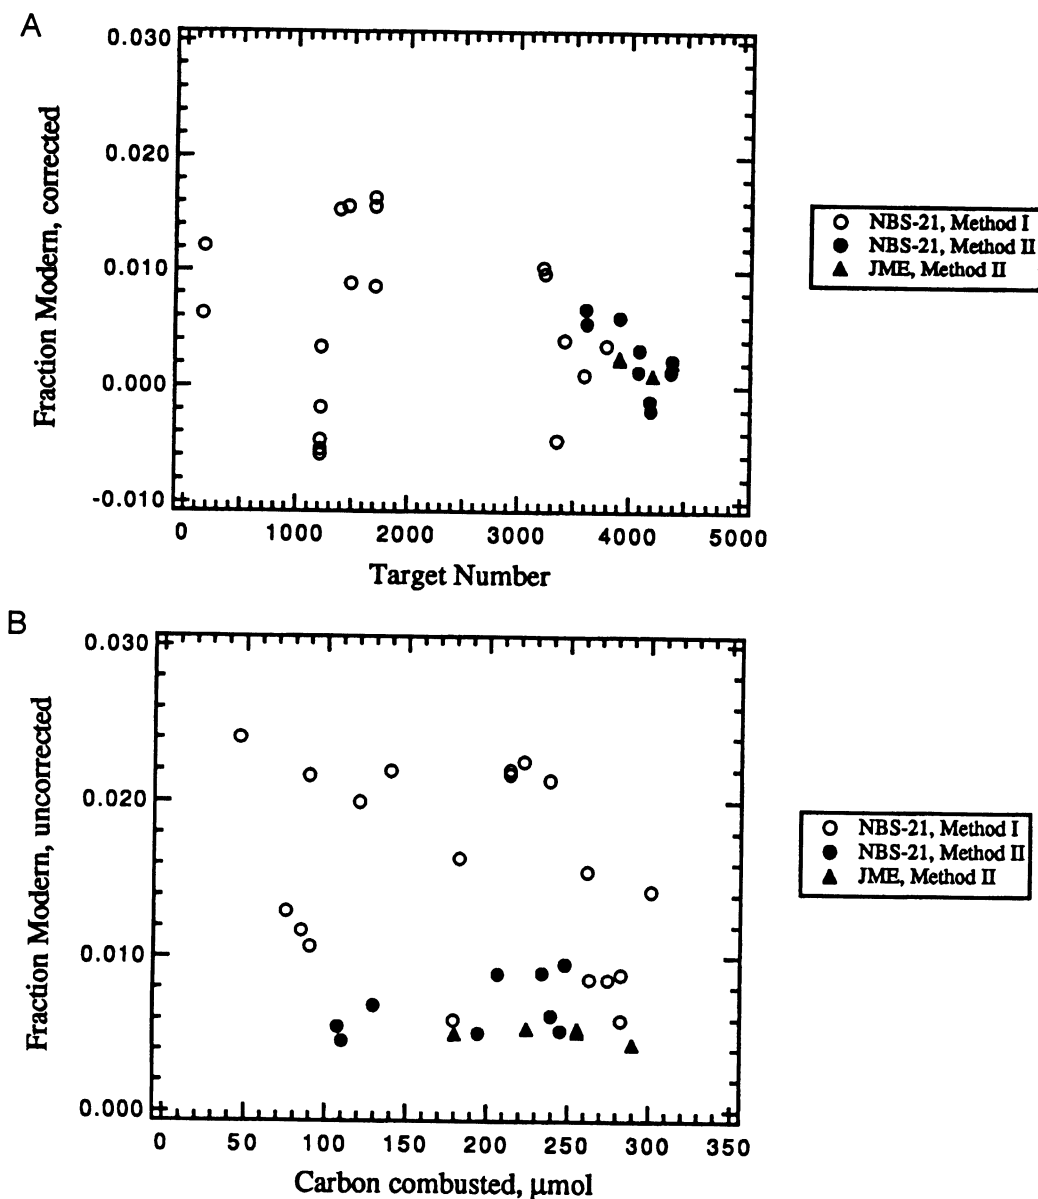 A
Fraction Modern, corrected
0.030
0.020
0.010
0.000
-0.010
0 1000 2000 3000 4000 5000
Target Number
NBS-21, Method I
NBS-21, Method II
JME, Method II
B
Fraction Modern, uncorrected
0.030
0.020
0.010
0.000
0 50 100 150 200 250 300 350
Carbon combusted, μmol
NBS-21, Method I
NBS-21, Method II
JME, Method II